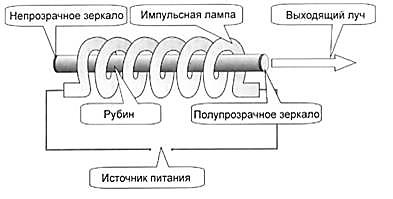 Непрозрачное зеркало
Импульсная лампа
Выходящий луч
Рубин
Полупрозрачное зеркало
Источник питания